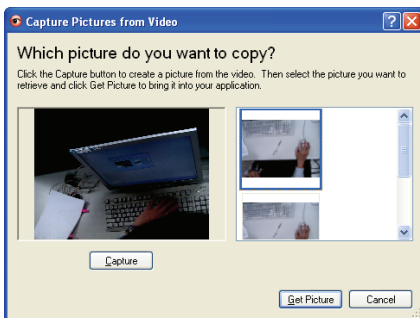 Capture Pictures from Video
Which picture do you want to copy?
Click the Capture button to create a picture from the video. Then select the picture you want to
retrieve and click Get Picture to bring it into your application.
Capture
Get Picture
Cancel